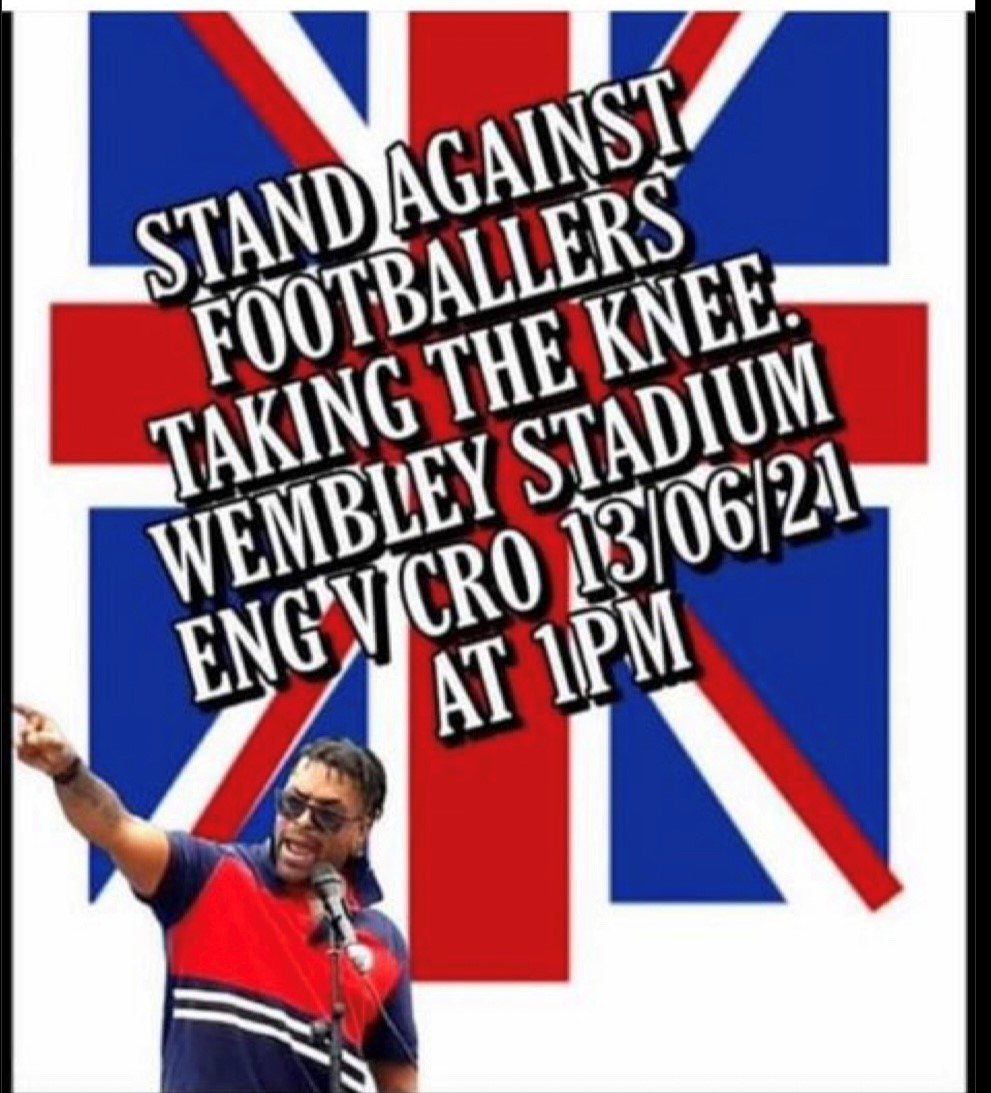 STAND AGAINST
FOOTBALLERS
TAKING THE KNEE.
WEMBLEY STADIUM
ENG V CRO 13/06/21
AT 1PM